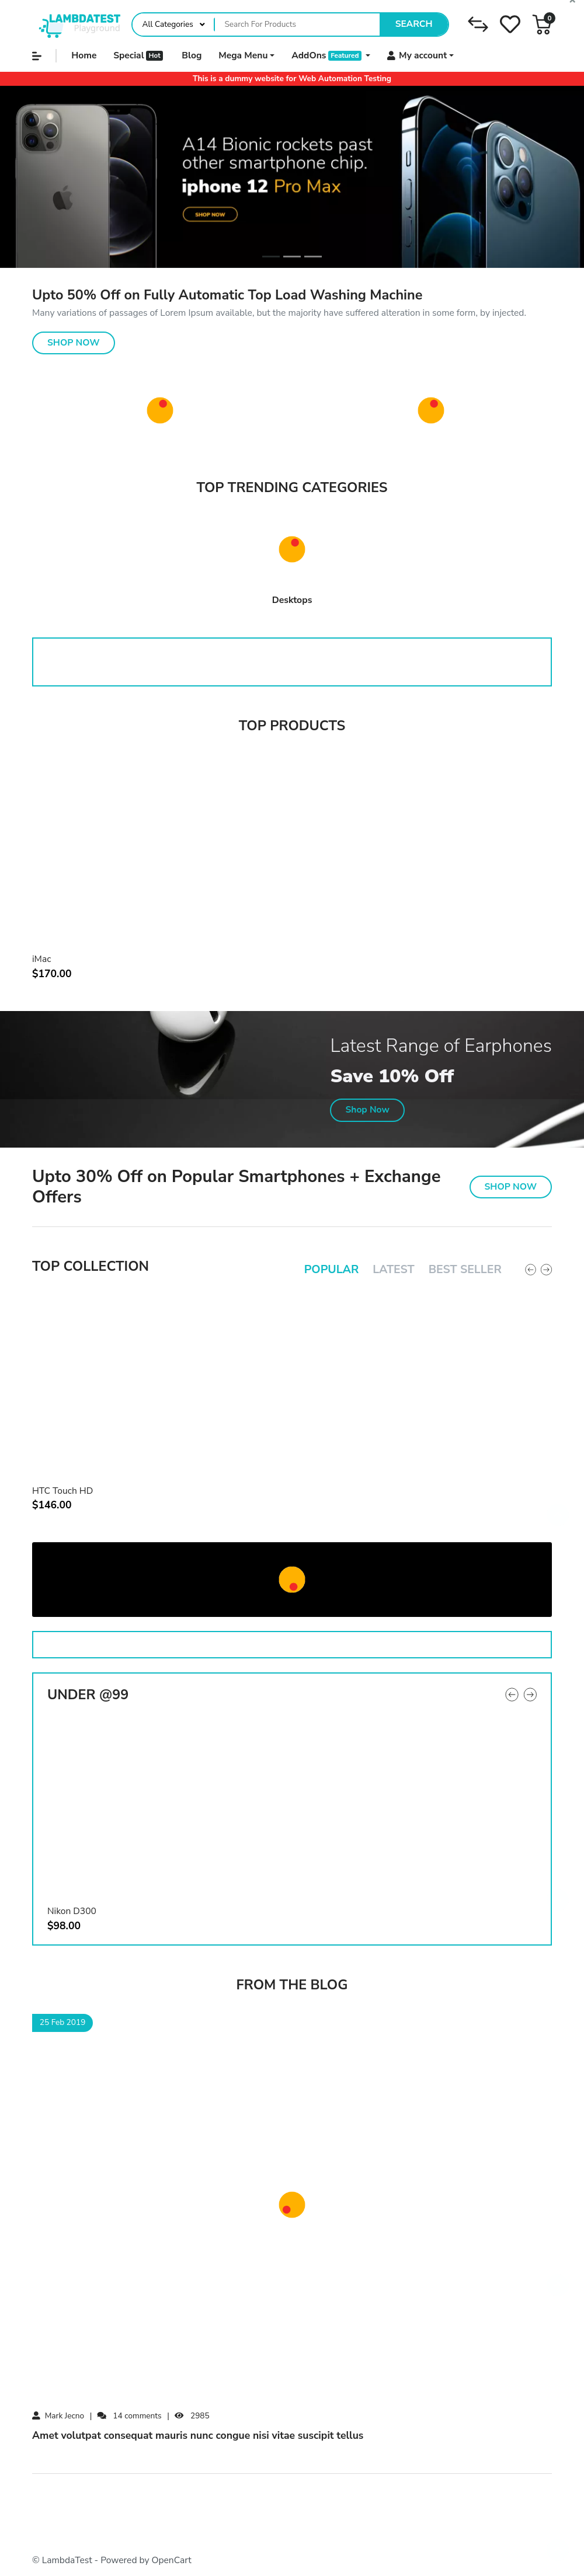 LAMBDATEST
Playground
All Categories
Search For Products
SEARCH
0
Home
Special Hot
Blog
Mega Menu
AddOns Featured
My account
This is a dummy website for Web Automation Testing
A14 Bionic rockets past
other smartphone chip.
iphone 12 Pro Max
SHOP NOW
Upto 50% Off on Fully Automatic Top Load Washing Machine
Many variations of passages of Lorem Ipsum available, but the majority have suffered alteration in some form, by injected.
SHOP NOW
TOP TRENDING CATEGORIES
Desktops
TOP PRODUCTS
iMac
$170.00
Latest Range of Earphones
Save 10% Off
Shop Now
Upto 30% Off on Popular Smartphones + Exchange
Offers
SHOP NOW
TOP COLLECTION
POPULAR
LATEST
BEST SELLER
HTC Touch HD
$146.00
UNDER @99
Nikon D300
$98.00
FROM THE BLOG
25 Feb 2019
Mark Jecno | 14 comments | 2985
Amet volutpat consequat mauris nunc congue nisi vitae suscipit tellus
© LambdaTest - Powered by OpenCart